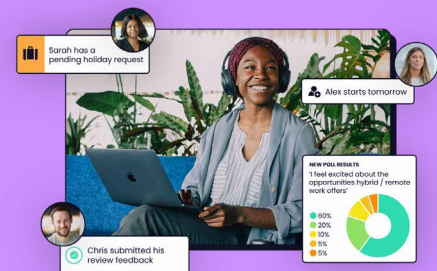 Sarah has a
pending holiday request
Alex starts tomorrow
NEW POLL RESULTS
'I feel excited about the
opportunities hybrid / remote
work offers'
60%
20%
10%
5%
5%
Chris submitted his
review feedback